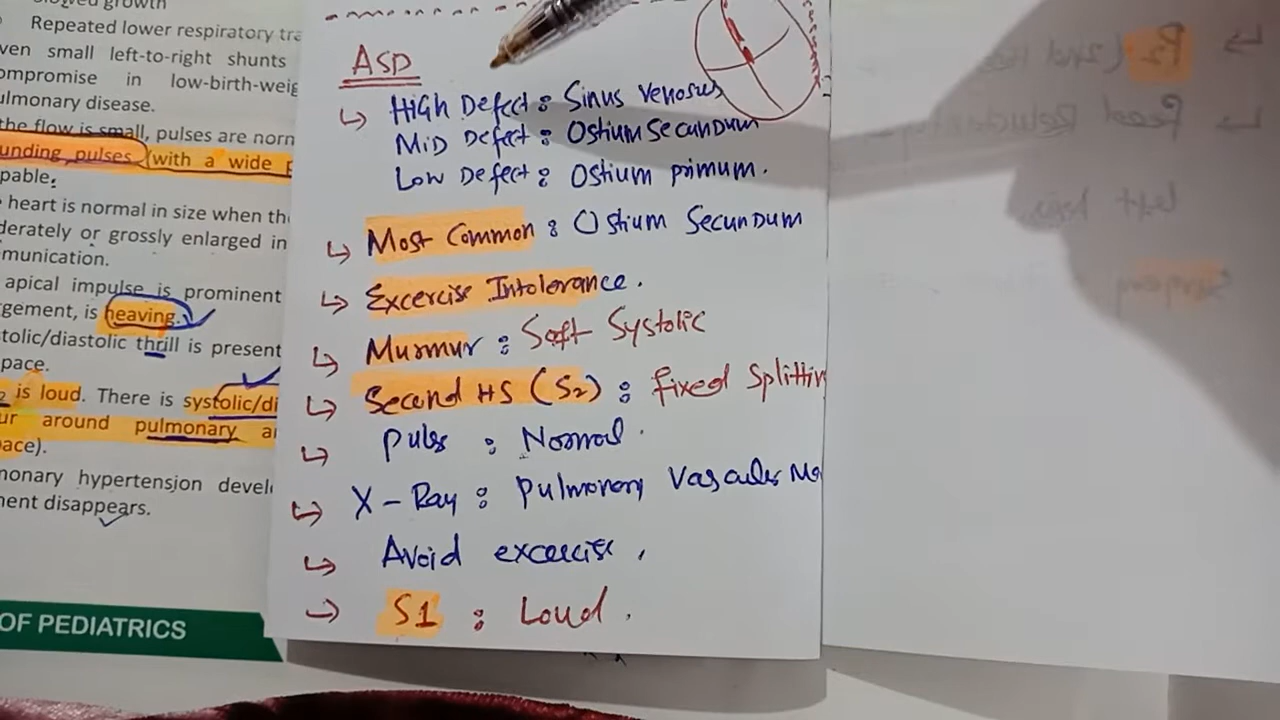 Repeated lower respiratory tra
ven small left-to-right shunts
ompromise in low-birth-weig
ulmonary disease.
the flow is small, pulses are norn
unding pulses (with a wide p
pable.
heart is normal in size when the
derately or grossly enlarged in
munication.
apical impulse is prominent
gement, is heaving.
tolic/diastolic thrill is present
pace.
2 is loud. There is systolic/di
ur around pulmonary a
pace).
monary hypertension devel
ment disappears.
OF PEDIATRICS
ASD
↳ HiGH Defect : Sinus Venosus
MiD Defect : Ostium Secundum
Low Defect : Ostium primum.
↳ Most Common : Ostium Secundum
↳ Excercise Intolerance.
↳ Murmur : Soft Systolic
↳ Second HS (S2) : fixed Splittin
↳ Pulse : Normal.
↳ X-Ray : Pulmonary Vascular Ma
↳ Avoid excercise.
→ S1 : Loud.